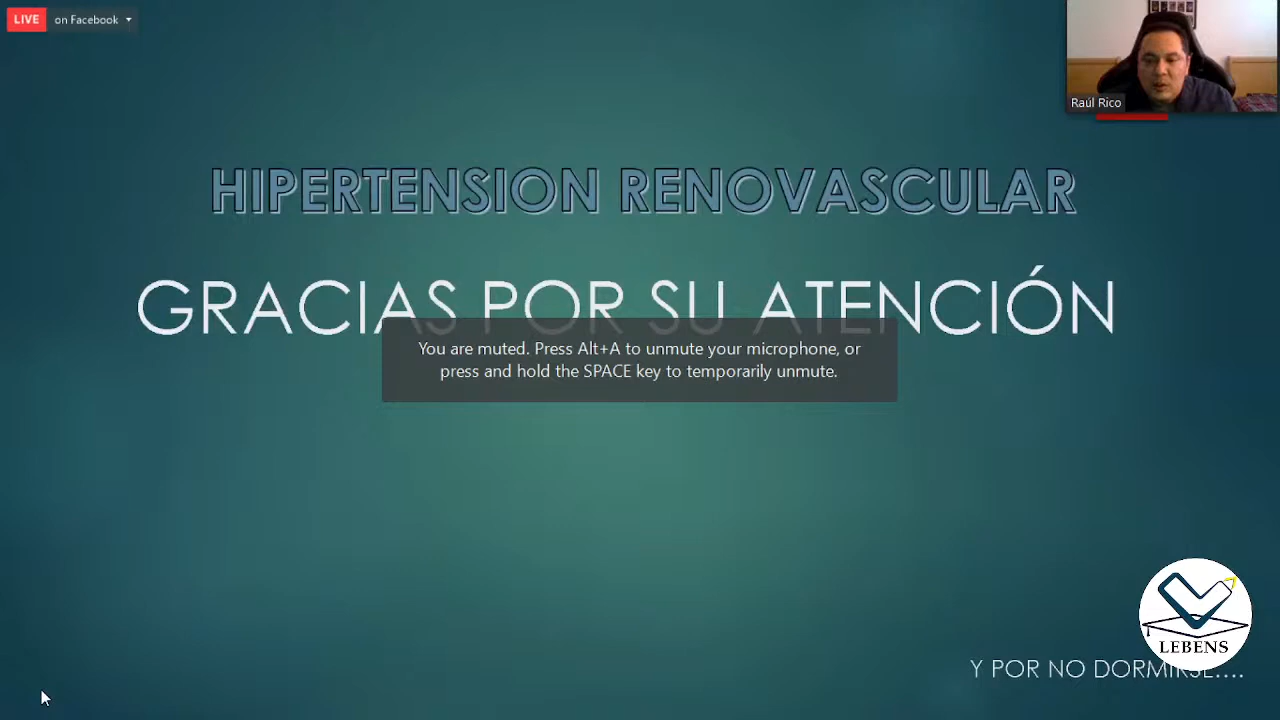 LIVE on Facebook
Raúl Rico
HIPERTENSION RENOVASCULAR
GRACIAS POR SU ATENCIÓN
You are muted. Press Alt+A to unmute your microphone, or
press and hold the SPACE key to temporarily unmute.
LEBENS
Y POR NO DORMIRSE....